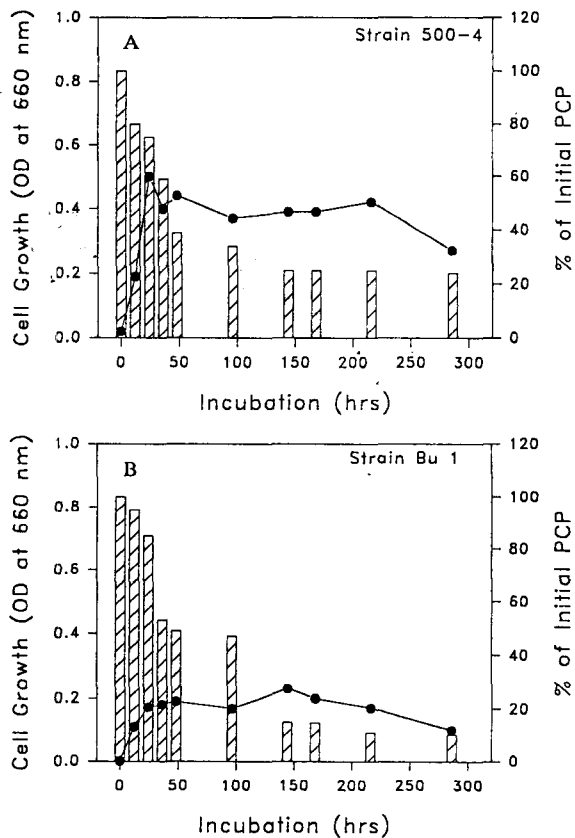 A
Strain 500-4
Cell Growth (OD at 660 nm)
1.0
0.8
0.6
0.4
0.2
0.0
120
100
80
60
40
20
0
% of Initial PCP
0 50 100 150 200 250 300
Incubation (hrs)
B
Strain Bu 1
Cell Growth (OD at 660 nm)
1.0
0.8
0.6
0.4
0.2
0.0
120
100
80
60
40
20
0
% of Initial PCP
0 50 100 150 200 250 300
Incubation (hrs)